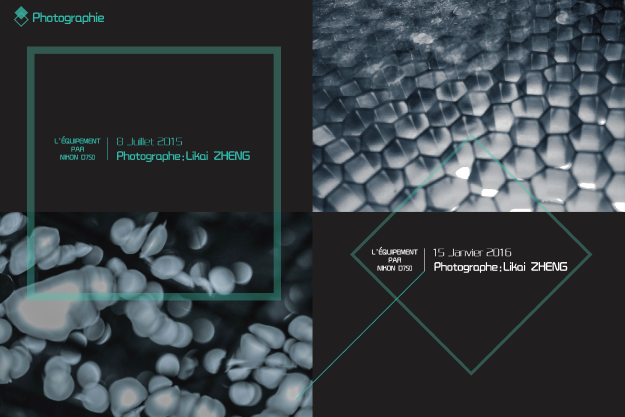 Photographie
L'ÉQUIPEMENT
PAR
NIKON D750
8 Juillet 2015
Photographe:Likai ZHENG
L'ÉQUIPEMENT
PAR
NIKON D750
15 Janvier 2016
Photographe:Likai ZHENG